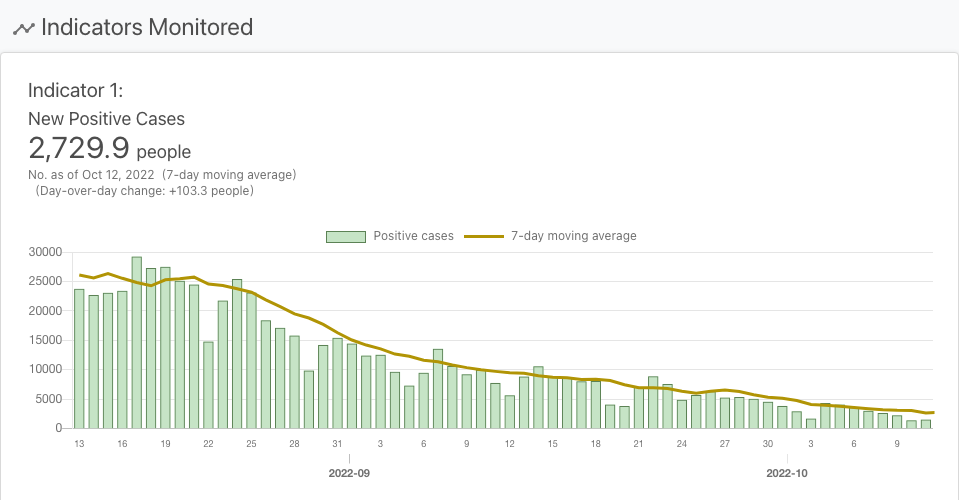 Indicators Monitored
Indicator 1:
New Positive Cases
2,729.9 people
No. as of Oct 12, 2022 (7-day moving average)
(Day-over-day change: +103.3 people)
Positive cases 7-day moving average
30000
25000
20000
15000
10000
5000
0
13 16 19 22 25 28 31 3 6 9 12 15 18 21 24 27 30 3 6 9
2022-09 2022-10